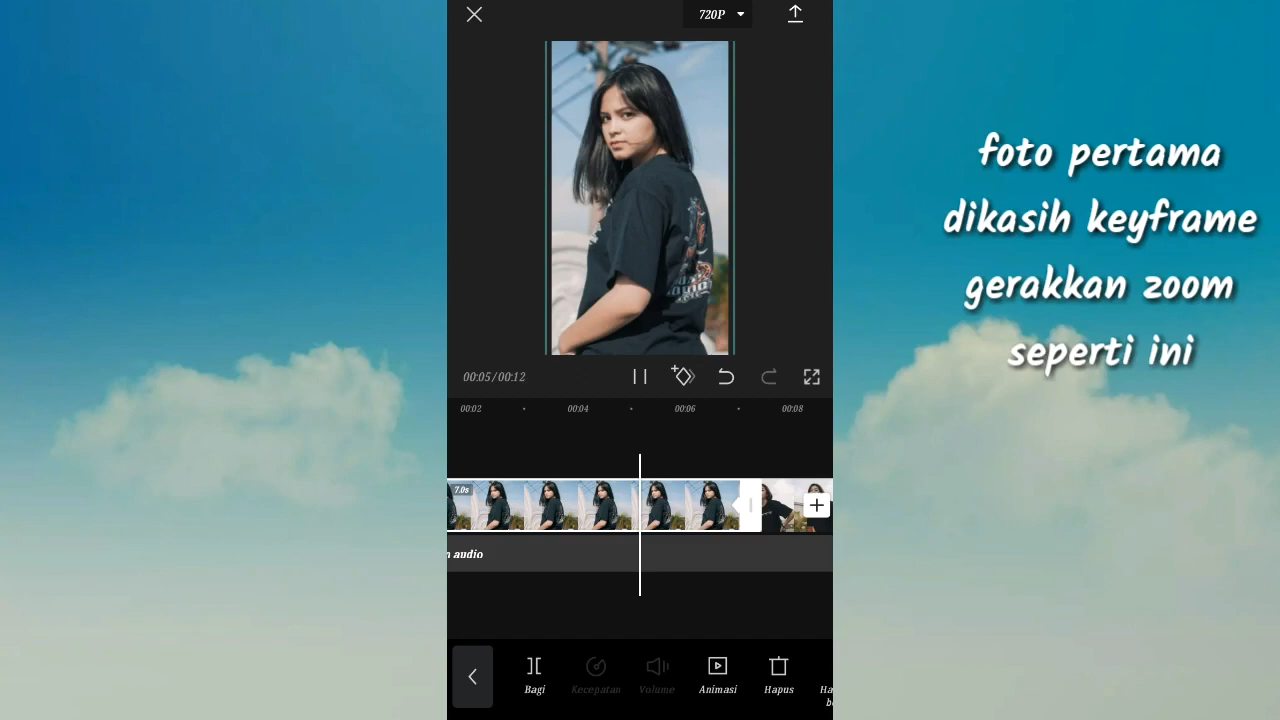 720P
foto pertama
dikasih keyframe
gerakkan zoom
seperti ini
00:05/00:12
00:02
00:04
00:06
00:08
7.0s
audio
Bagi
Kecepatan
Volume
Animasi
Hapus